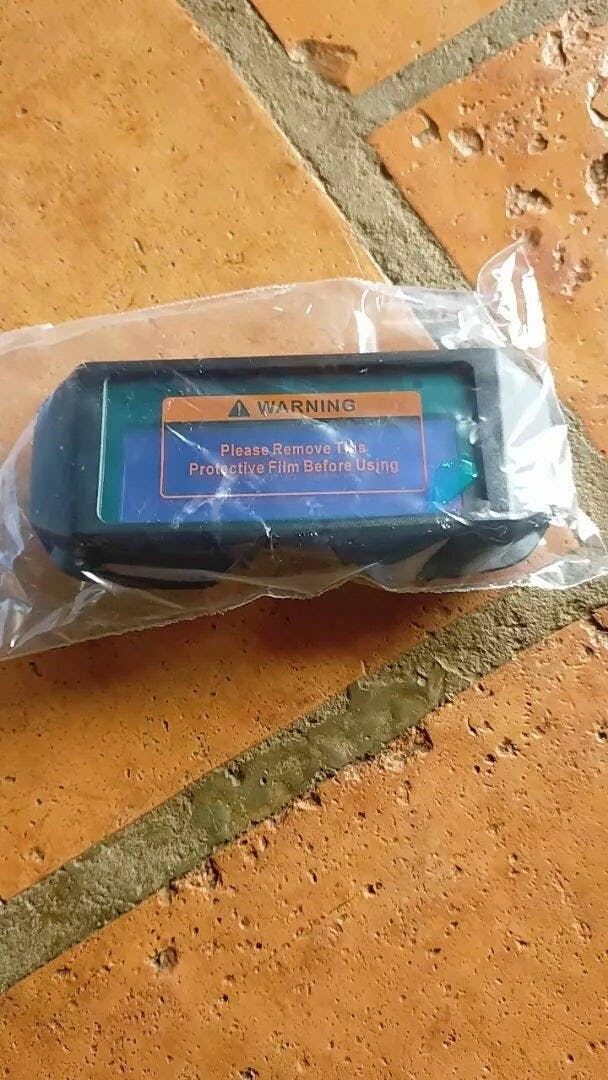 WARNING
Please Remove This
Protective Film Before Using